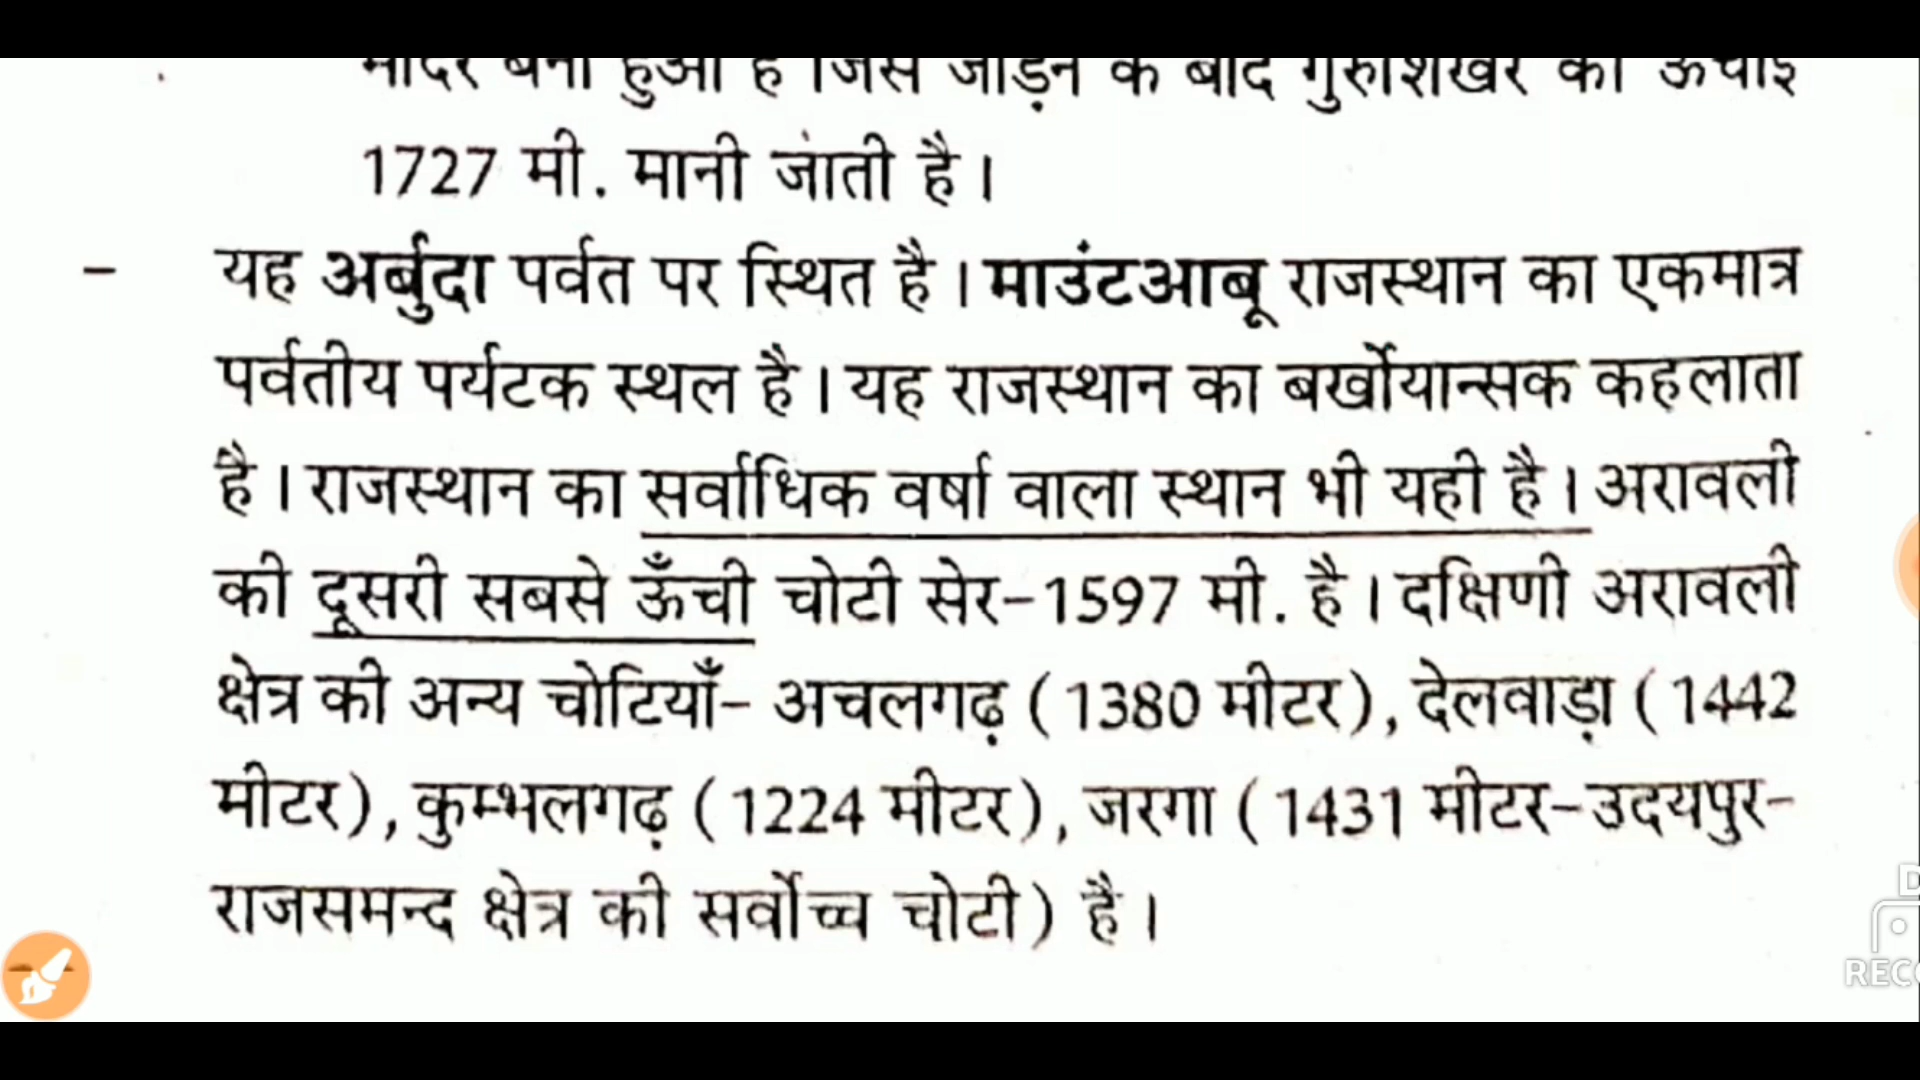 मंदिर बना हुआ है जिसे जोड़ने के बाद गुरुशिखर की ऊँचाई
1727 मी. मानी जाती है।
- यह अर्बुदा पर्वत पर स्थित है। माउंटआबू राजस्थान का एकमात्र
पर्वतीय पर्यटक स्थल है। यह राजस्थान का बर्खोयान्सक कहलाता
है। राजस्थान का सर्वाधिक वर्षा वाला स्थान भी यही है। अरावली
की दूसरी सबसे ऊँची चोटी सेर-1597 मी. है। दक्षिणी अरावली
क्षेत्र की अन्य चोटियाँ- अचलगढ़ (1380 मीटर), देलवाड़ा (1442
मीटर), कुम्भलगढ़ (1224 मीटर), जरगा (1431 मीटर-उदयपुर-
राजसमन्द क्षेत्र की सर्वोच्च चोटी) है।